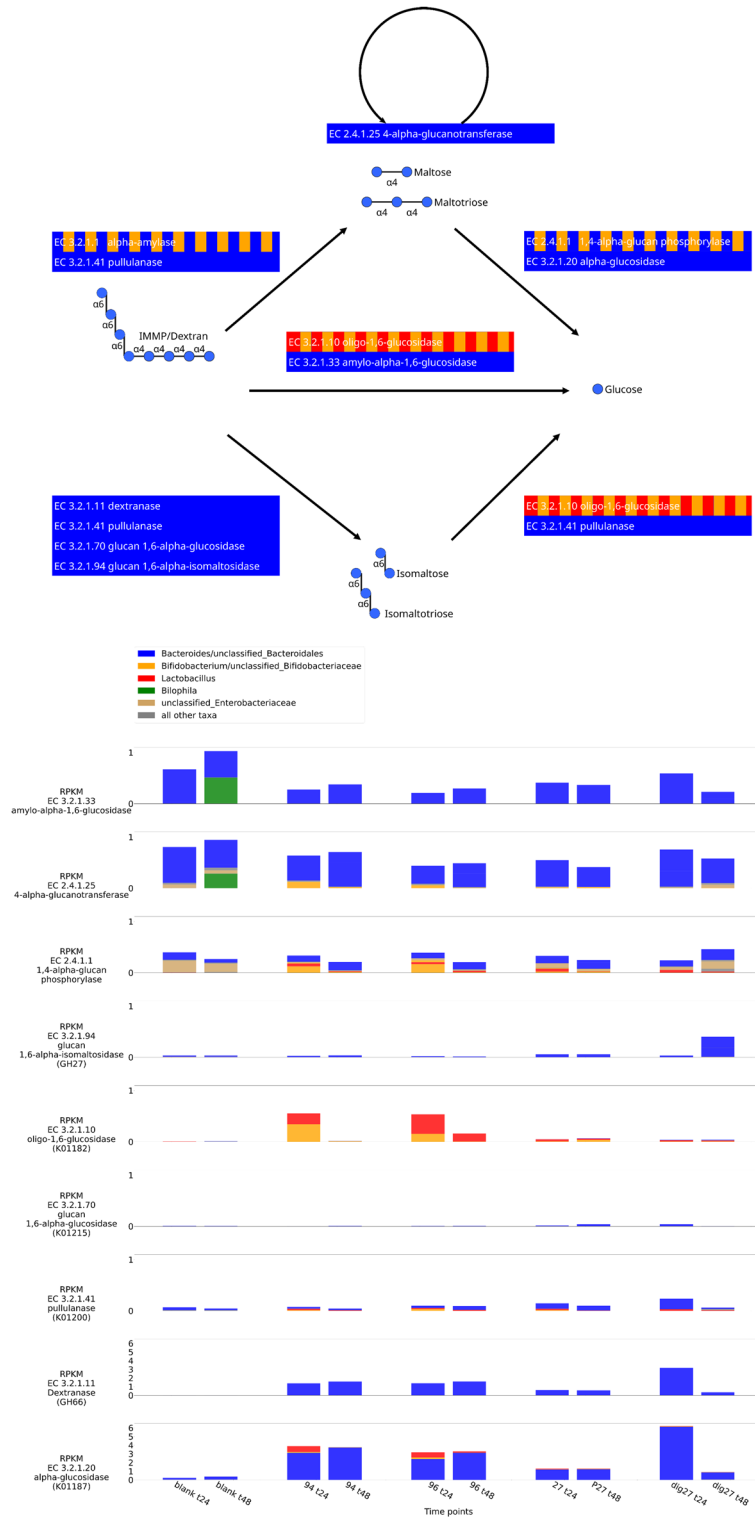 EC 2.4.1.25 4-alpha-glucanotransferase
Maltose
α4
Maltotriose
α4 α4
EC 3.2.1.1 alpha-amylase
EC 3.2.1.41 pullulanase
EC 2.4.1.1 1,4-alpha-glucan phosphorylase
EC 3.2.1.20 alpha-glucosidase
α6
α6
α6
IMMP/Dextran
α4 α4 α4 α4
EC 3.2.1.10 oligo-1,6-glucosidase
EC 3.2.1.33 amylo-alpha-1,6-glucosidase
Glucose
EC 3.2.1.11 dextranase
EC 3.2.1.41 pullulanase
EC 3.2.1.70 glucan 1,6-alpha-glucosidase
EC 3.2.1.94 glucan 1,6-alpha-isomaltosidase
EC 3.2.1.10 oligo-1,6-glucosidase
EC 3.2.1.41 pullulanase
α6
Isomaltose
α6
α6
Isomaltotriose
Bacteroides/unclassified_Bacteroidales
Bifidobacterium/unclassified_Bifidobacteriaceae
Lactobacillus
Bilophila
unclassified_Enterobacteriaceae
all other taxa
1
0
RPKM
EC 3.2.1.33
amylo-alpha-1,6-glucosidase
1
0
RPKM
EC 2.4.1.25
4-alpha-glucanotransferase
1
0
RPKM
EC 2.4.1.1
1,4-alpha-glucan
phosphorylase
1
0
RPKM
EC 3.2.1.94
glucan
1,6-alpha-isomaltosidase
(GH27)
1
0
RPKM
EC 3.2.1.10
oligo-1,6-glucosidase
(K01182)
1
0
RPKM
EC 3.2.1.70
glucan
1,6-alpha-glucosidase
(K01215)
1
0
RPKM
EC 3.2.1.41
pullulanase
(K01200)
6
5
4
3
2
1
0
RPKM
EC 3.2.1.11
Dextranase
(GH66)
6
5
4
3
2
1
0
RPKM
EC 3.2.1.20
alpha-glucosidase
(K01187)
blank t24
blank t48
94 t24
94 t48
96 t24
96 t48
27 t24
P27 t48
dig27 t24
dig27 t48
Time points